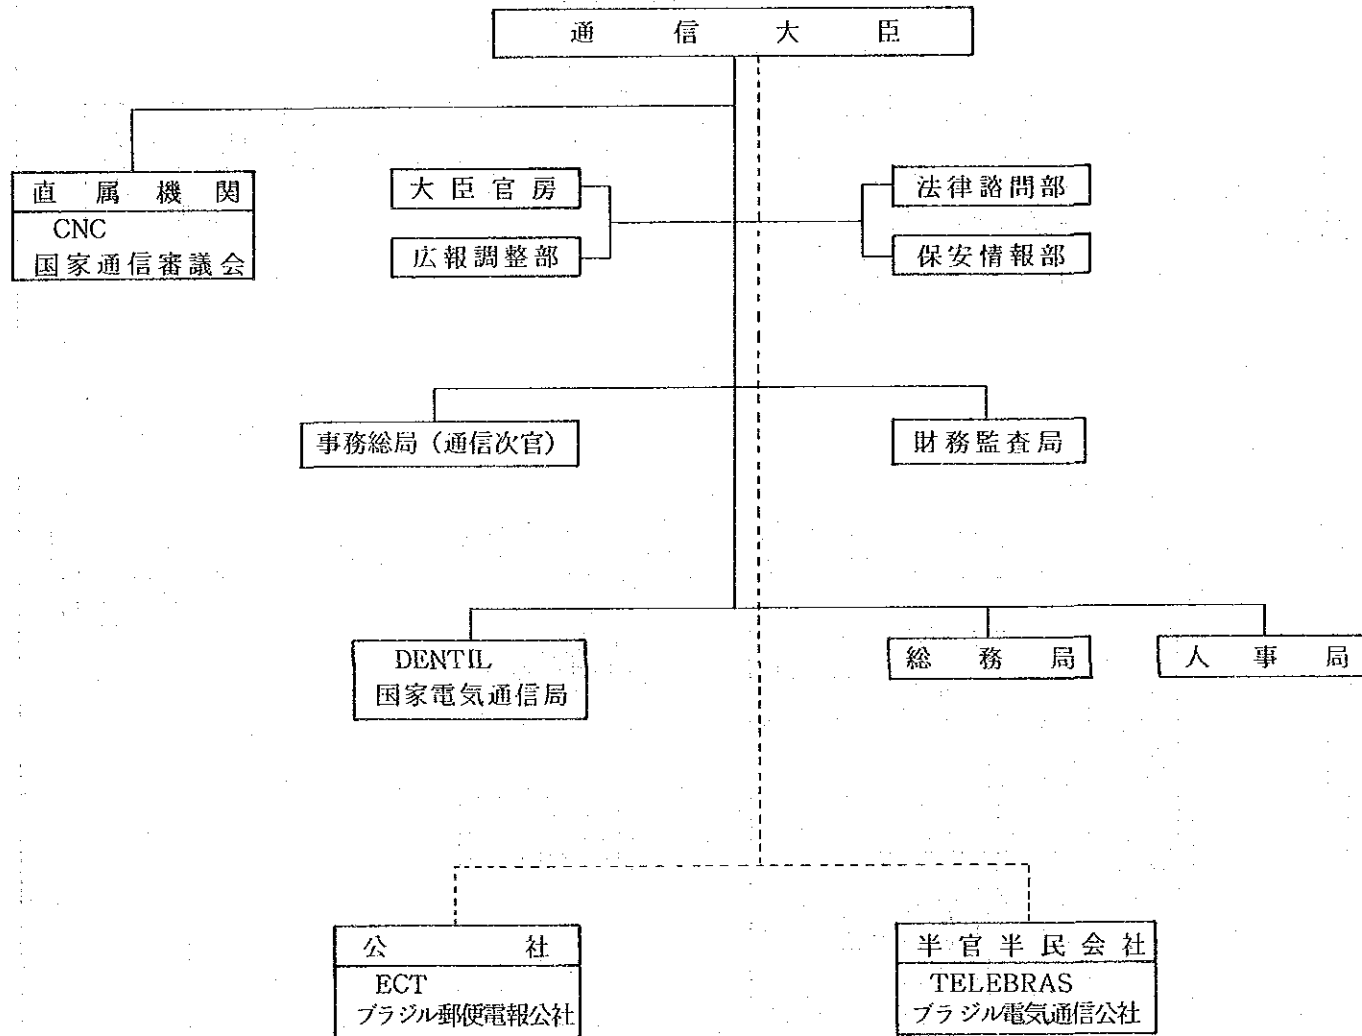 通信大臣
直属機関
CNC
国家通信審議会
大臣官房
広報調整部
法律諮問部
保安情報部
事務総局（通信次官）
財務監査局
DENTIL
国家電気通信局
総務局
人事局
公社
ECT
ブラジル郵便電報公社
半官半民会社
TELEBRAS
ブラジル電気通信公社